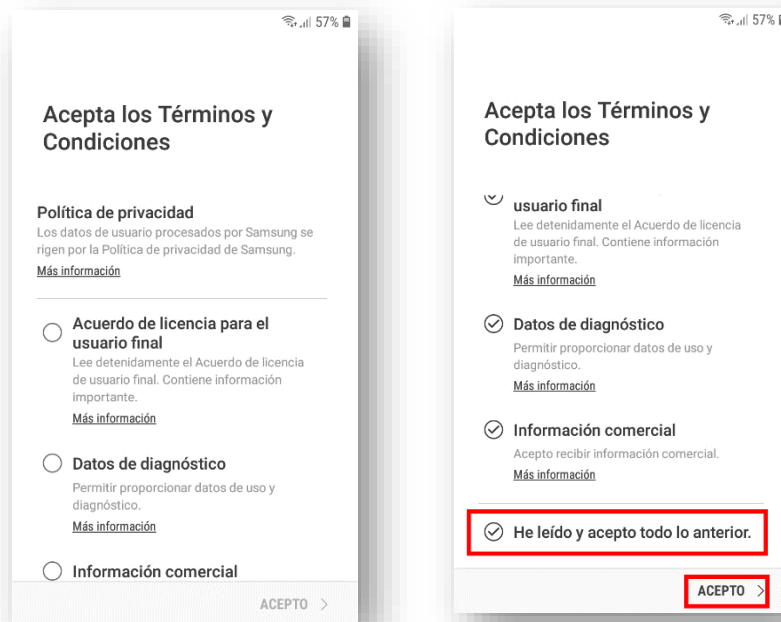 57%
Acepta los Términos y
Condiciones
Política de privacidad
Los datos de usuario procesados por Samsung se
rigen por la Política de privacidad de Samsung.
Más información
Acuerdo de licencia para el
usuario final
Lee detenidamente el Acuerdo de licencia
de usuario final. Contiene información
importante.
Más información
Datos de diagnóstico
Permitir proporcionar datos de uso y
diagnóstico.
Más información
Información comercial
ACEPTO
57%
Acepta los Términos y
Condiciones
usuario final
Lee detenidamente el Acuerdo de licencia
de usuario final. Contiene información
importante.
Más información
Datos de diagnóstico
Permitir proporcionar datos de uso y
diagnóstico.
Más información
Información comercial
Acepto recibir información comercial.
Más información
He leído y acepto todo lo anterior.
ACEPTO